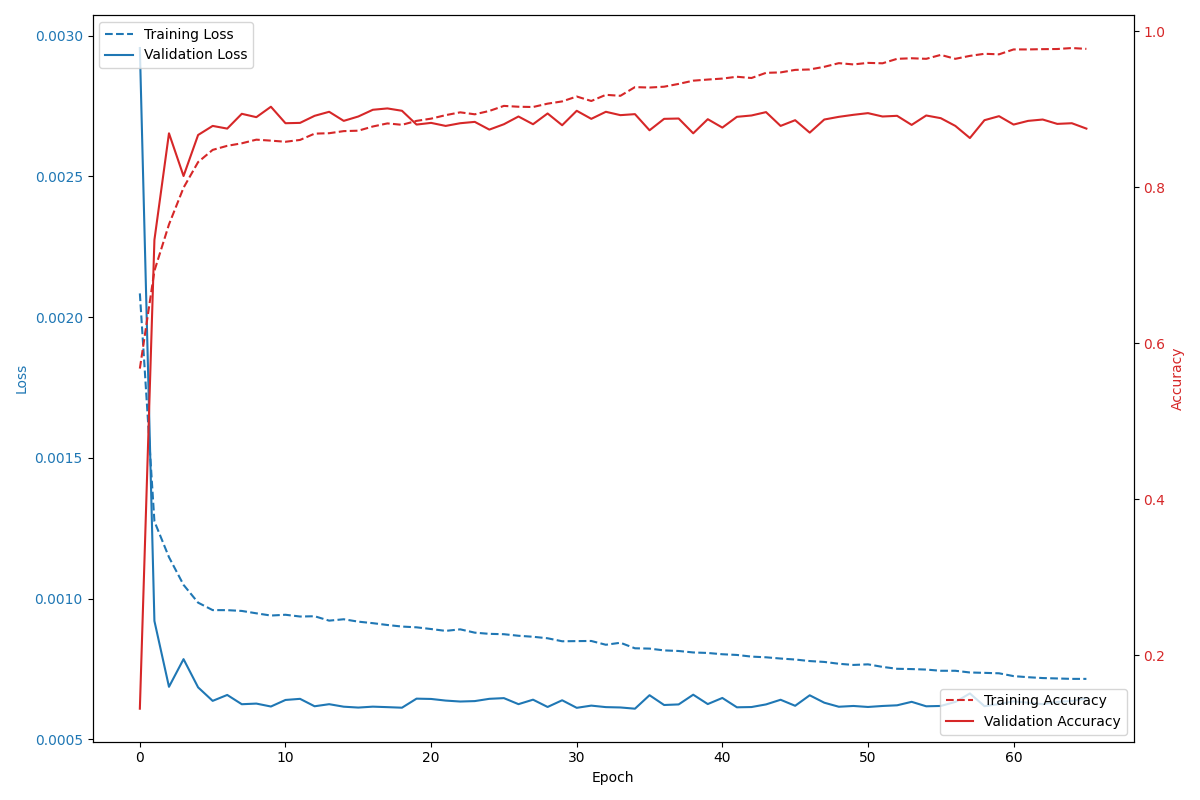 Training Loss
Validation Loss
0.0030
0.0025
0.0020
0.0015
0.0010
0.0005
Loss
1.0
0.8
0.6
0.4
0.2
Accuracy
Training Accuracy
Validation Accuracy
0 10 20 30 40 50 60
Epoch